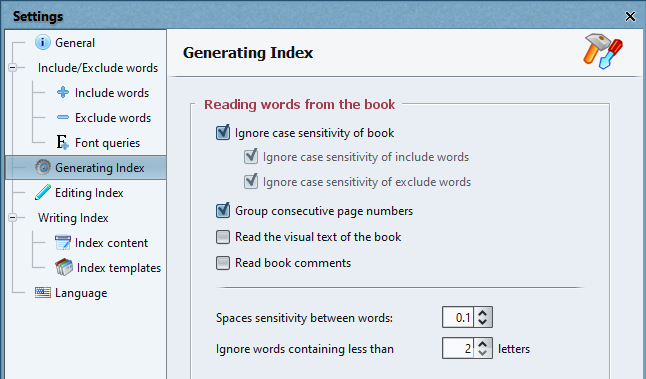 Settings
General
Include/Exclude words
Include words
Exclude words
Font queries
Generating Index
Editing Index
Writing Index
Index content
Index templates
Language
Generating Index
Reading words from the book
Ignore case sensitivity of book
Ignore case sensitivity of include words
Ignore case sensitivity of exclude words
Group consecutive page numbers
Read the visual text of the book
Read book comments
Spaces sensitivity between words: 0.1
Ignore words containing less than 2 letters